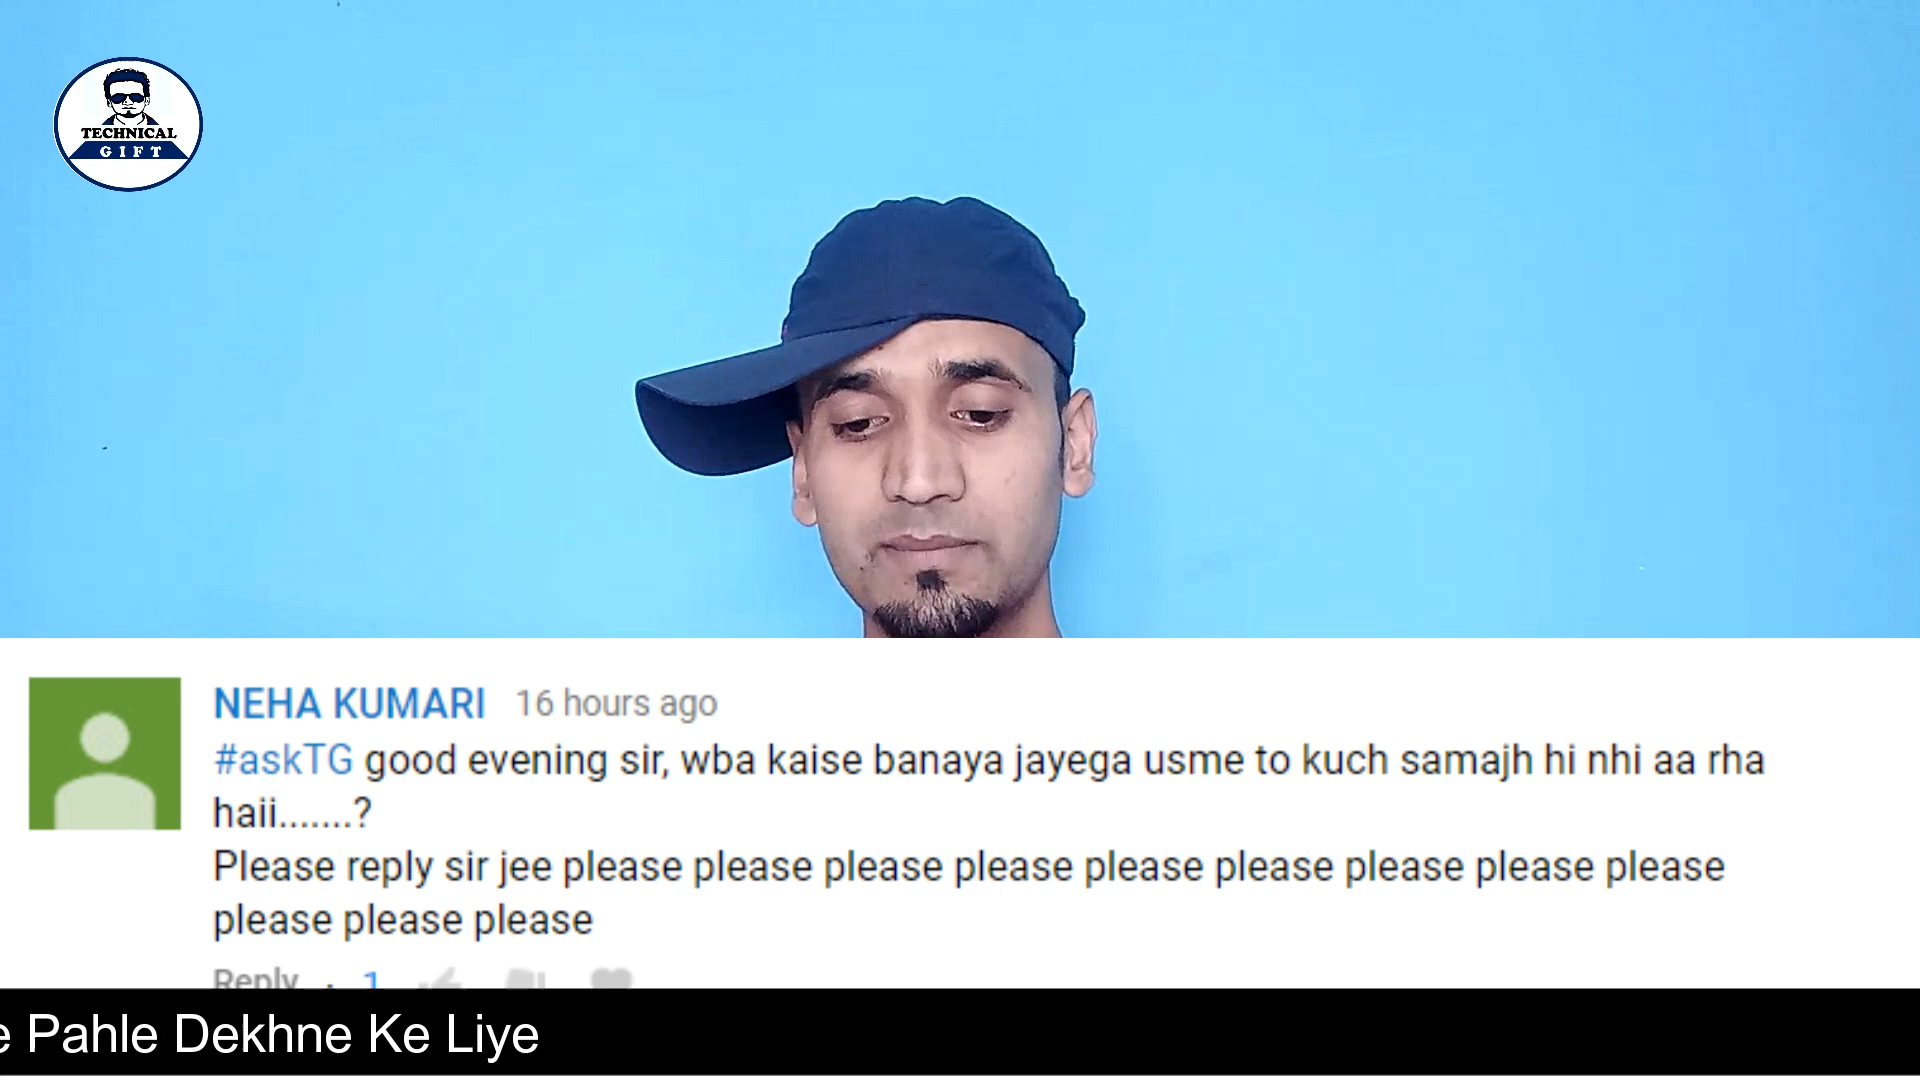 TECHNICAL
GIFT
NEHA KUMARI 16 hours ago
#askTG good evening sir, wba kaise banaya jayega usme to kuch samajh hi nhi aa rha
haii.......?
Please reply sir jee please please please please please please please please please
please please please
Reply · 1
e Pahle Dekhne Ke Liye